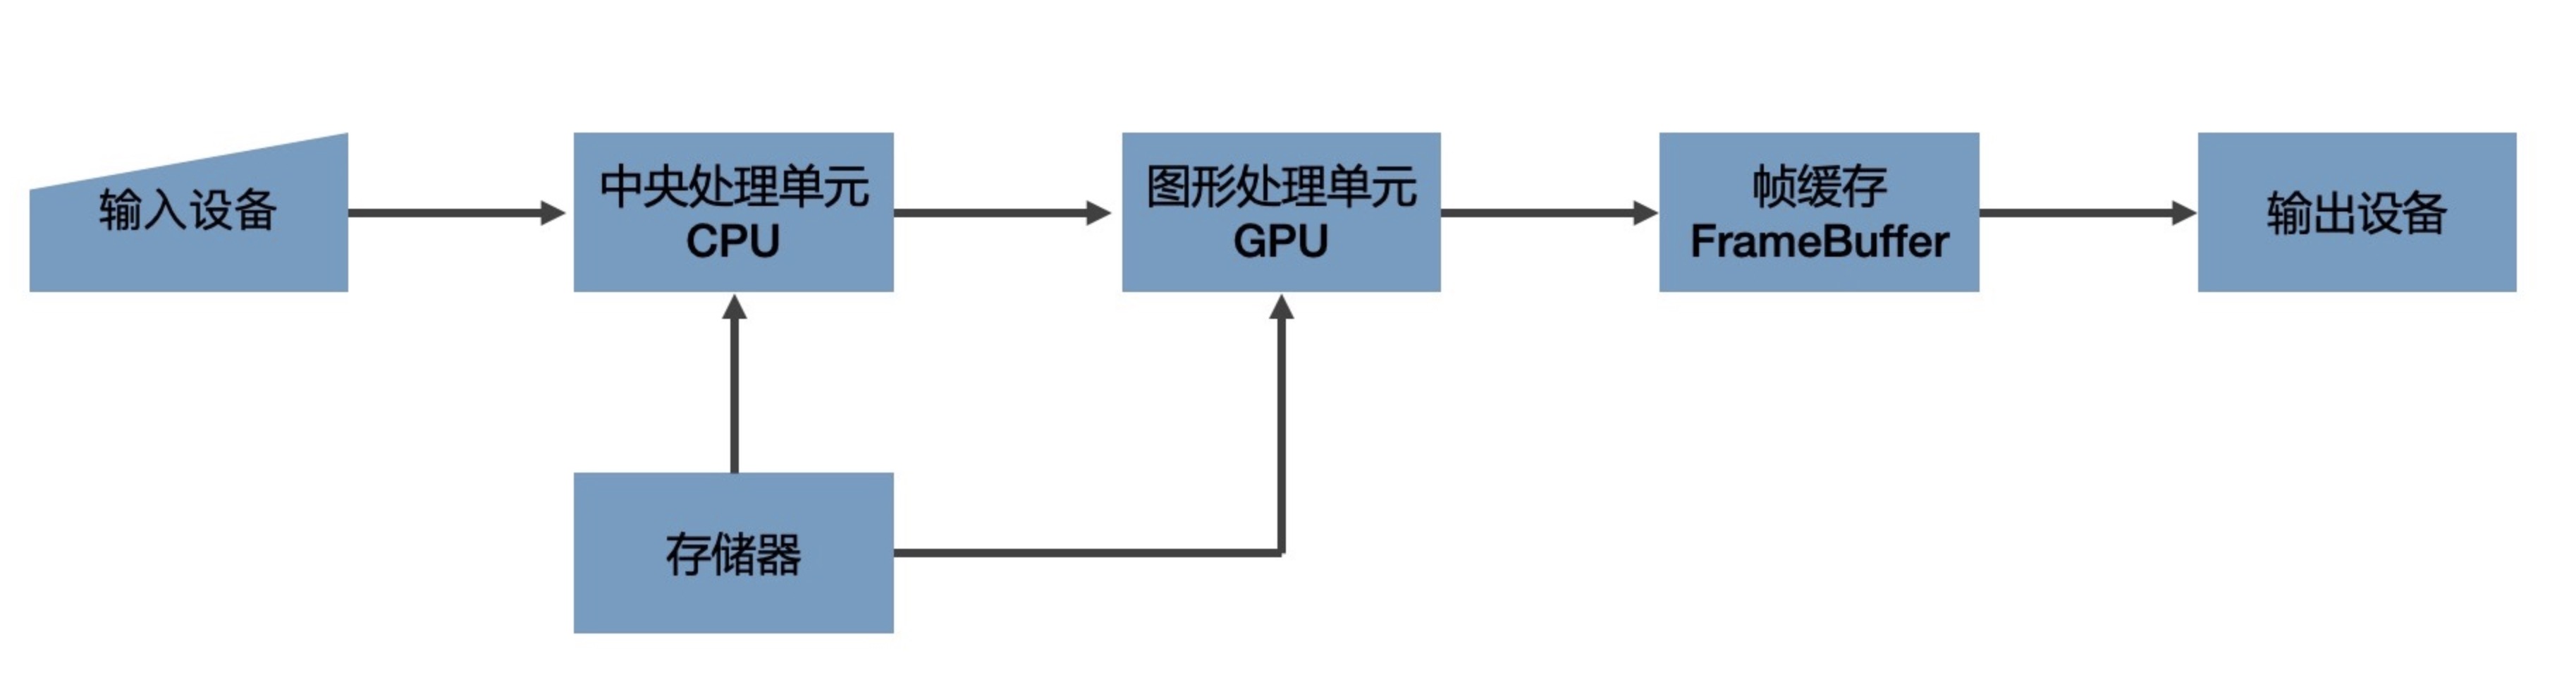 输入设备
中央处理单元
CPU
图形处理单元
GPU
帧缓存
FrameBuffer
输出设备
存储器